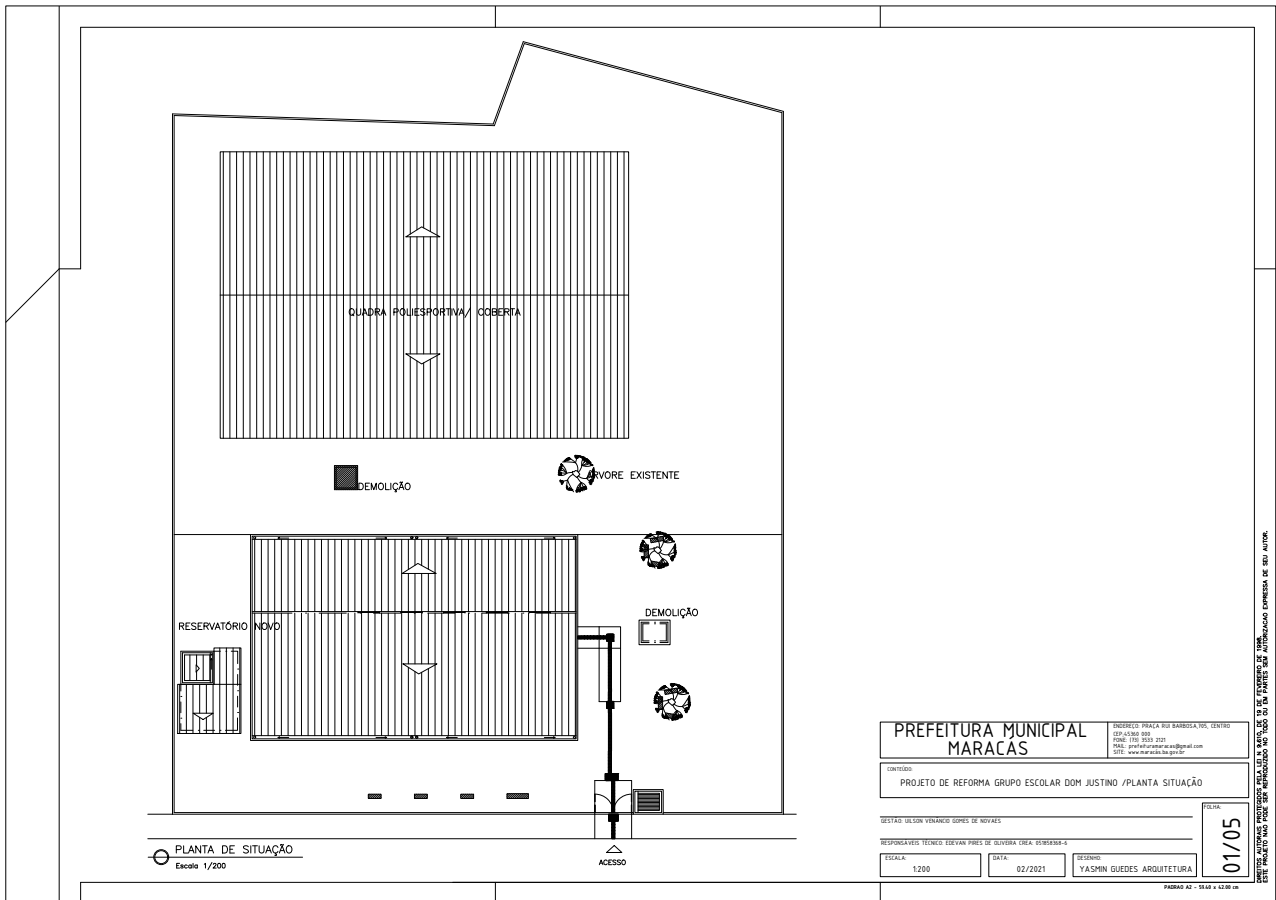 QUADRA POLIESPORTIVA/ COBERTA
DEMOLIÇÃO
ÁRVORE EXISTENTE
RESERVATÓRIO NOVO
DEMOLIÇÃO
ACESSO
PLANTA DE SITUAÇÃO
Escala 1/200
PREFEITURA MUNICIPAL
MARACÁS
ENDEREÇO: PRAÇA RUI BARBOSA,705, CENTRO
CEP.:45360 000
FONE: (73) 3533 2121
MAIL: prefeituramaracas@gmail.com
SITE: www.maracás.ba.gov.br
CONTEÚDO:
PROJETO DE REFORMA GRUPO ESCOLAR DOM JUSTINO /PLANTA SITUAÇÃO
GESTÃO: UILSON VENÂNCIO GOMES DE NOVAES
RESPONSÁVEIS TÉCNICO: EDEVAN PIRES DE OLIVEIRA CREA: 051858368-6
FOLHA:
01/05
ESCALA:
1:200
DATA:
02/2021
DESENHO:
YASMIN GUEDES ARQUITETURA
PADRAO A2 - 59.40 x 42.00 cm
DIREITOS AUTORAIS PROTEGIDOS PELA LEI N 9.610, DE 19 DE FEVEREIRO DE 1998.
ESTE PROJETO NAO PODE SER REPRODUZIDO NO TODO OU EM PARTES SEM AUTORIZACAO EXPRESSA DE SEU AUTOR.